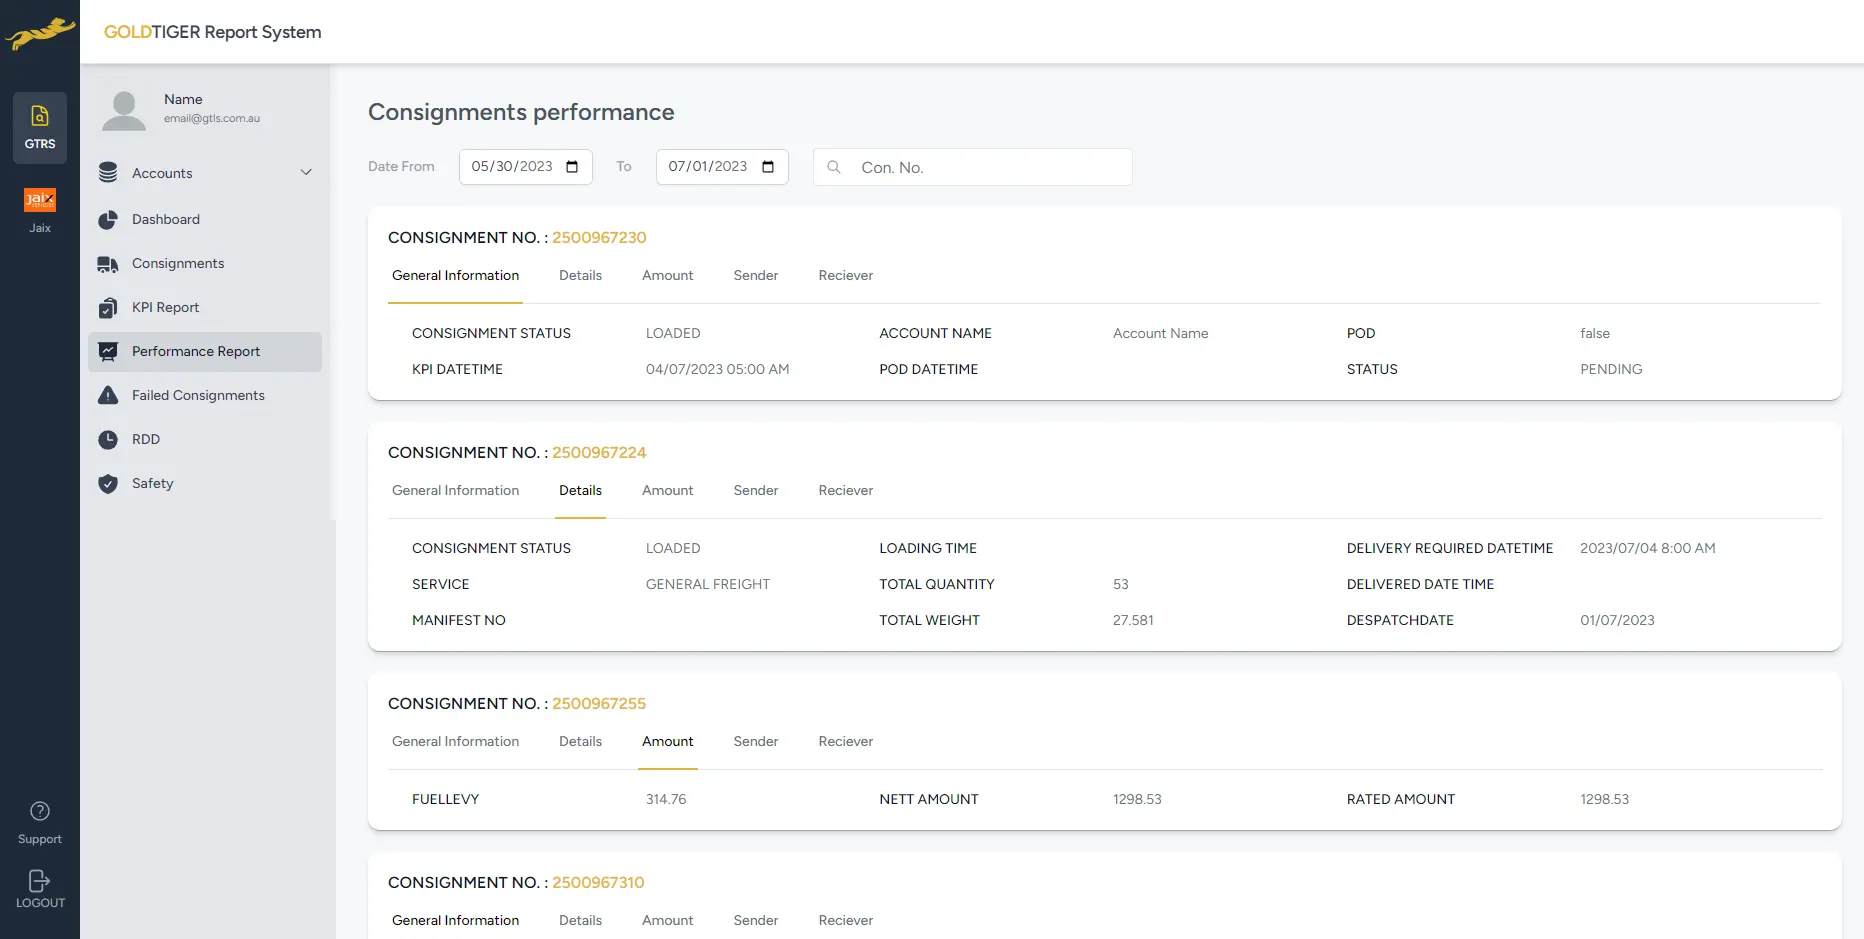 GOLDTIGER Report System
GTRS
jaix
Jaix
Support
LOGOUT
Name
email@gtls.com.au
Accounts
Dashboard
Consignments
KPI Report
Performance Report
Failed Consignments
RDD
Safety
Consignments performance
Date From 05/30/2023 To 07/01/2023 Con. No.
CONSIGNMENT NO. : 2500967230
General Information Details Amount Sender Reciever
CONSIGNMENT STATUS LOADED ACCOUNT NAME Account Name POD false
KPI DATETIME 04/07/2023 05:00 AM POD DATETIME STATUS PENDING
CONSIGNMENT NO. : 2500967224
General Information Details Amount Sender Reciever
CONSIGNMENT STATUS LOADED LOADING TIME DELIVERY REQUIRED DATETIME 2023/07/04 8:00 AM
SERVICE GENERAL FREIGHT TOTAL QUANTITY 53 DELIVERED DATE TIME
MANIFEST NO TOTAL WEIGHT 27.581 DESPATCHDATE 01/07/2023
CONSIGNMENT NO. : 2500967255
General Information Details Amount Sender Reciever
FUELLEVY 314.76 NETT AMOUNT 1298.53 RATED AMOUNT 1298.53
CONSIGNMENT NO. : 2500967310
General Information Details Amount Sender Reciever